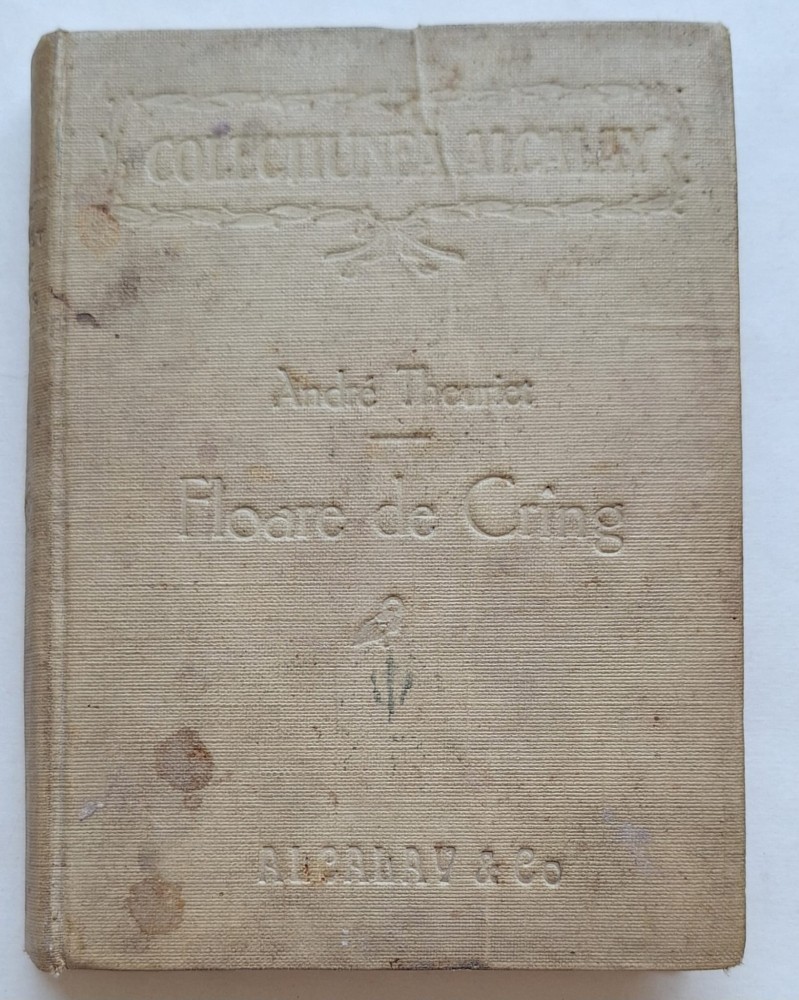 COLECȚIUNEA ALCALAY
André Theuriet
Floare de Crîng
ALCALAY & Co